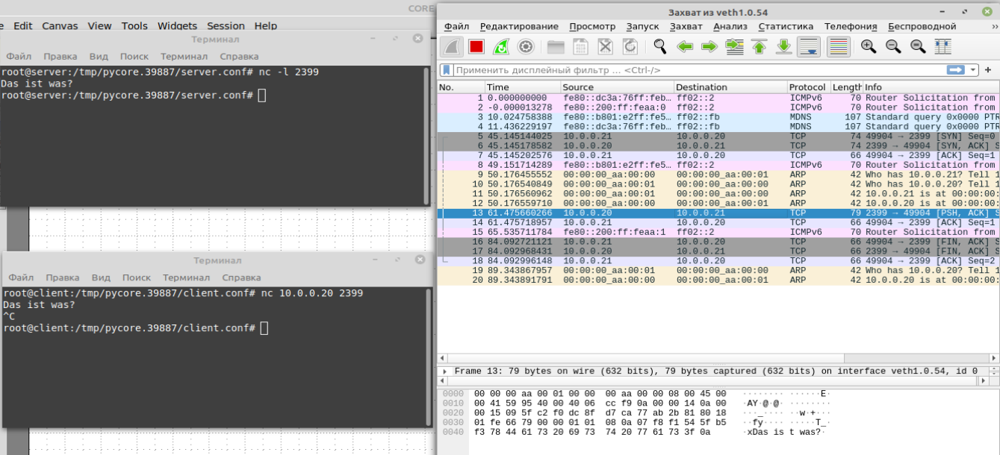 CORE
Edit Canvas View Tools Widgets Session Help
Терминал
Файл Правка Вид Поиск Терминал Справка
root@server:/tmp/pycore.39887/server.conf# nc -l 2399
Das ist was?
root@server:/tmp/pycore.39887/server.conf#
Терминал
Файл Правка Вид Поиск Терминал Справка
root@client:/tmp/pycore.39887/client.conf# nc 10.0.0.20 2399
Das ist was?
^C
root@client:/tmp/pycore.39887/client.conf#
Захват из veth1.0.54
Файл Редактирование Просмотр Запуск Захват Анализ Статистика Телефония Беспроводной »
Применить дисплейный фильтр ... <Ctrl-/>
No. Time Source Destination Protocol Length Info
1 0.000000000 fe80::dc3a:76ff:feb… ff02::2 ICMPv6 70 Router Solicitation from
2 -0.000013278 fe80::200:ff:feaa:0 ff02::2 ICMPv6 70 Router Solicitation from
3 10.024758388 fe80::b801:e2ff:fe5… ff02::fb MDNS 107 Standard query 0x0000 PTR
4 11.436229197 fe80::dc3a:76ff:feb… ff02::fb MDNS 107 Standard query 0x0000 PTR
5 45.145144025 10.0.0.21 10.0.0.20 TCP 74 49904 → 2399 [SYN] Seq=0
6 45.145178582 10.0.0.20 10.0.0.21 TCP 74 2399 → 49904 [SYN, ACK] S
7 45.145202576 10.0.0.21 10.0.0.20 TCP 66 49904 → 2399 [ACK] Seq=1
8 49.151714289 fe80::b801:e2ff:fe5… ff02::2 ICMPv6 70 Router Solicitation from
9 50.176455552 00:00:00_aa:00:00 00:00:00_aa:00:01 ARP 42 Who has 10.0.0.21? Tell 1
10 50.176540849 00:00:00_aa:00:01 00:00:00_aa:00:00 ARP 42 Who has 10.0.0.20? Tell 1
11 50.176560962 00:00:00_aa:00:01 00:00:00_aa:00:00 ARP 42 10.0.0.21 is at 00:00:00:
12 50.176559710 00:00:00_aa:00:00 00:00:00_aa:00:01 ARP 42 10.0.0.20 is at 00:00:00:
13 61.475660266 10.0.0.20 10.0.0.21 TCP 79 2399 → 49904 [PSH, ACK] S
14 61.475718957 10.0.0.21 10.0.0.20 TCP 66 49904 → 2399 [ACK] Seq=1
15 65.535711784 fe80::200:ff:feaa:1 ff02::2 ICMPv6 70 Router Solicitation from
16 84.092721121 10.0.0.21 10.0.0.20 TCP 66 49904 → 2399 [FIN, ACK] S
17 84.092968431 10.0.0.20 10.0.0.21 TCP 66 2399 → 49904 [FIN, ACK] S
18 84.092996148 10.0.0.21 10.0.0.20 TCP 66 49904 → 2399 [ACK] Seq=2
19 89.343867957 00:00:00_aa:00:01 00:00:00_aa:00:00 ARP 42 Who has 10.0.0.20? Tell 1
20 89.343891791 00:00:00_aa:00:00 00:00:00_aa:00:01 ARP 42 10.0.0.20 is at 00:00:00:
Frame 13: 79 bytes on wire (632 bits), 79 bytes captured (632 bits) on interface veth1.0.54, id 0
0000 00 00 00 aa 00 01 00 00 00 aa 00 00 08 00 45 00 ········ ······E·
0010 00 41 59 95 40 00 40 06 cc f9 0a 00 00 14 0a 00 ·AY·@·@· ········
0020 00 15 09 5f c2 f0 dc 8f d7 ca 77 ab 2b 81 80 18 ···_···· ··w·+···
0030 01 fe 66 79 00 00 01 01 08 0a 07 f8 f1 54 5f b5 ··fy···· ·····T_·
0040 f3 78 44 61 73 20 69 73 74 20 77 61 73 3f 0a ·xDas is t was?·